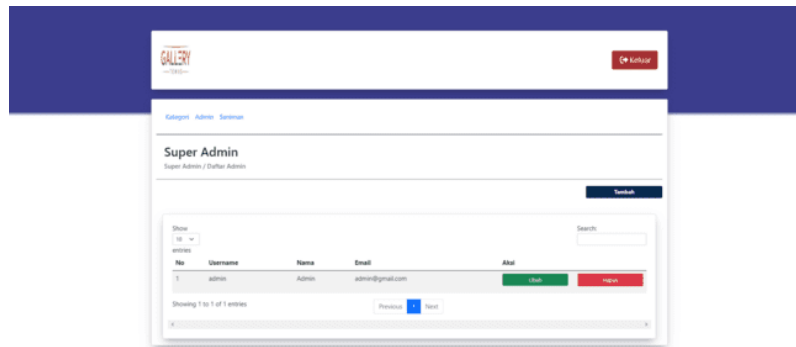 GALLERY
Keluar
Kategori Admin Seniman
Super Admin
Super Admin / Daftar Admin
Tambah
Show
10
entries
Search:
No Username Nama Email Aksi
1 admin Admin admin@gmail.com Ubah Hapus
Showing 1 to 1 of 1 entries
Previous 1 Next